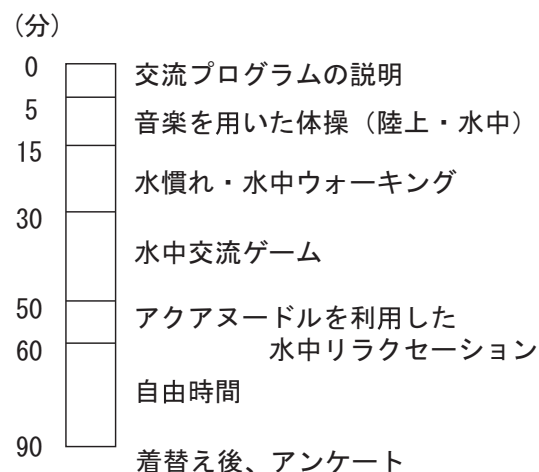 (分)
0
交流プログラムの説明
5
音楽を用いた体操（陸上・水中）
15
水慣れ・水中ウォーキング
30
水中交流ゲーム
50
アクアヌードルを利用した
60
水中リラクセーション
自由時間
90
着替え後、アンケート